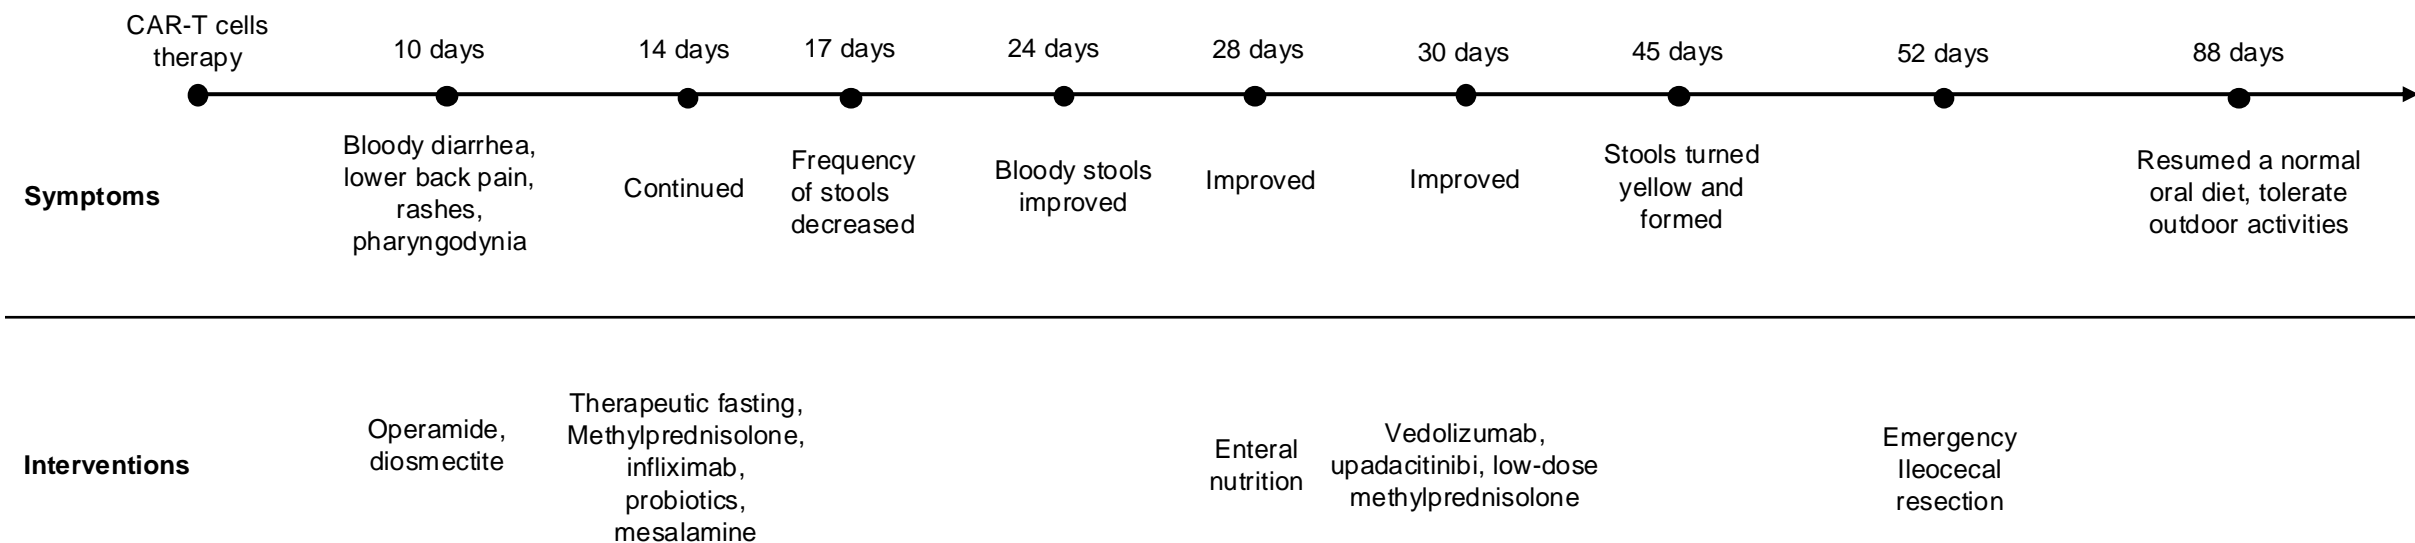 CAR-T cells
therapy
10 days
14 days
17 days
24 days
28 days
30 days
45 days
52 days
88 days
Symptoms
Bloody diarrhea,
lower back pain,
rashes,
pharyngodynia
Continued
Frequency
of stools
decreased
Bloody stools
improved
Improved
Improved
Stools turned
yellow and
formed
Resumed a normal
oral diet, tolerate
outdoor activities
Interventions
Operamide,
diosmectite
Therapeutic fasting,
Methylprednisolone,
infliximab,
probiotics,
mesalamine
Enteral
nutrition
Vedolizumab,
upadacitinibi, low-dose
methylprednisolone
Emergency
Ileocecal
resection